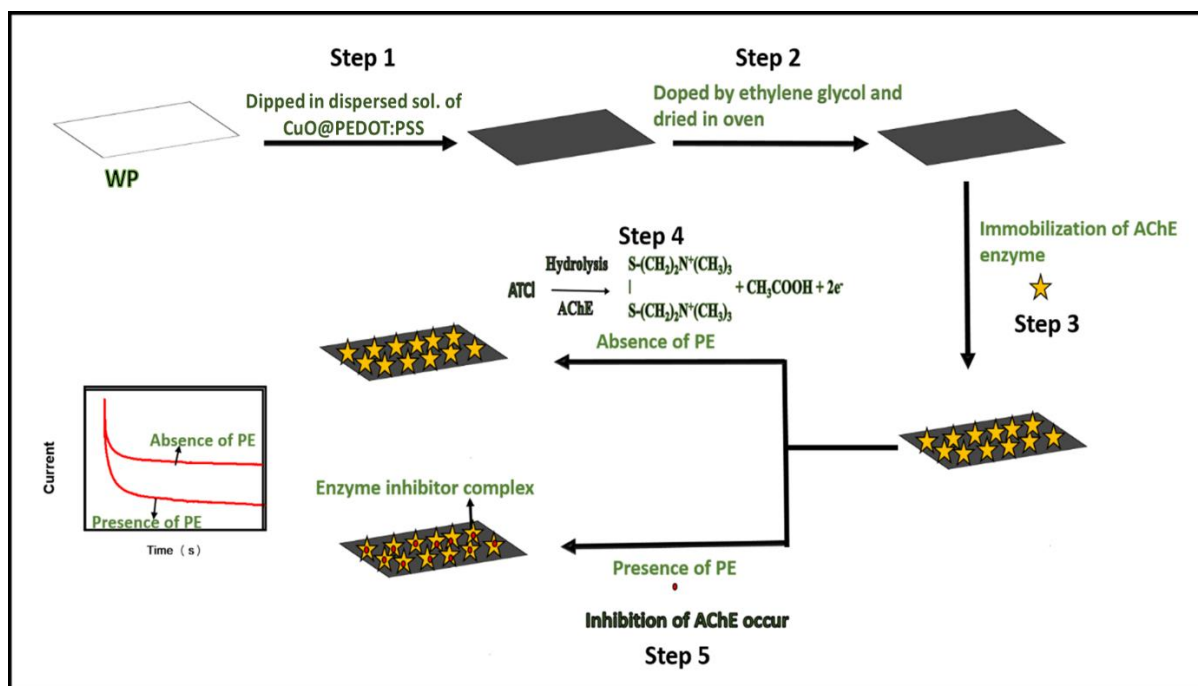 Step 1
Dipped in dispersed sol. of
CuO@PEDOT:PSS
WP
Step 2
Doped by ethylene glycol and
dried in oven
Immobilization of AChE
enzyme
Step 3
Step 4
Hydrolysis
ATCl
AChE
S-(CH₂)₂N⁺(CH₃)₃
|
S-(CH₂)₂N⁺(CH₃)₃
+ CH₃COOH + 2e⁻
Absence of PE
Current
Absence of PE
Presence of PE
Time (s)
Enzyme inhibitor complex
Presence of PE
Inhibition of AChE occur
Step 5